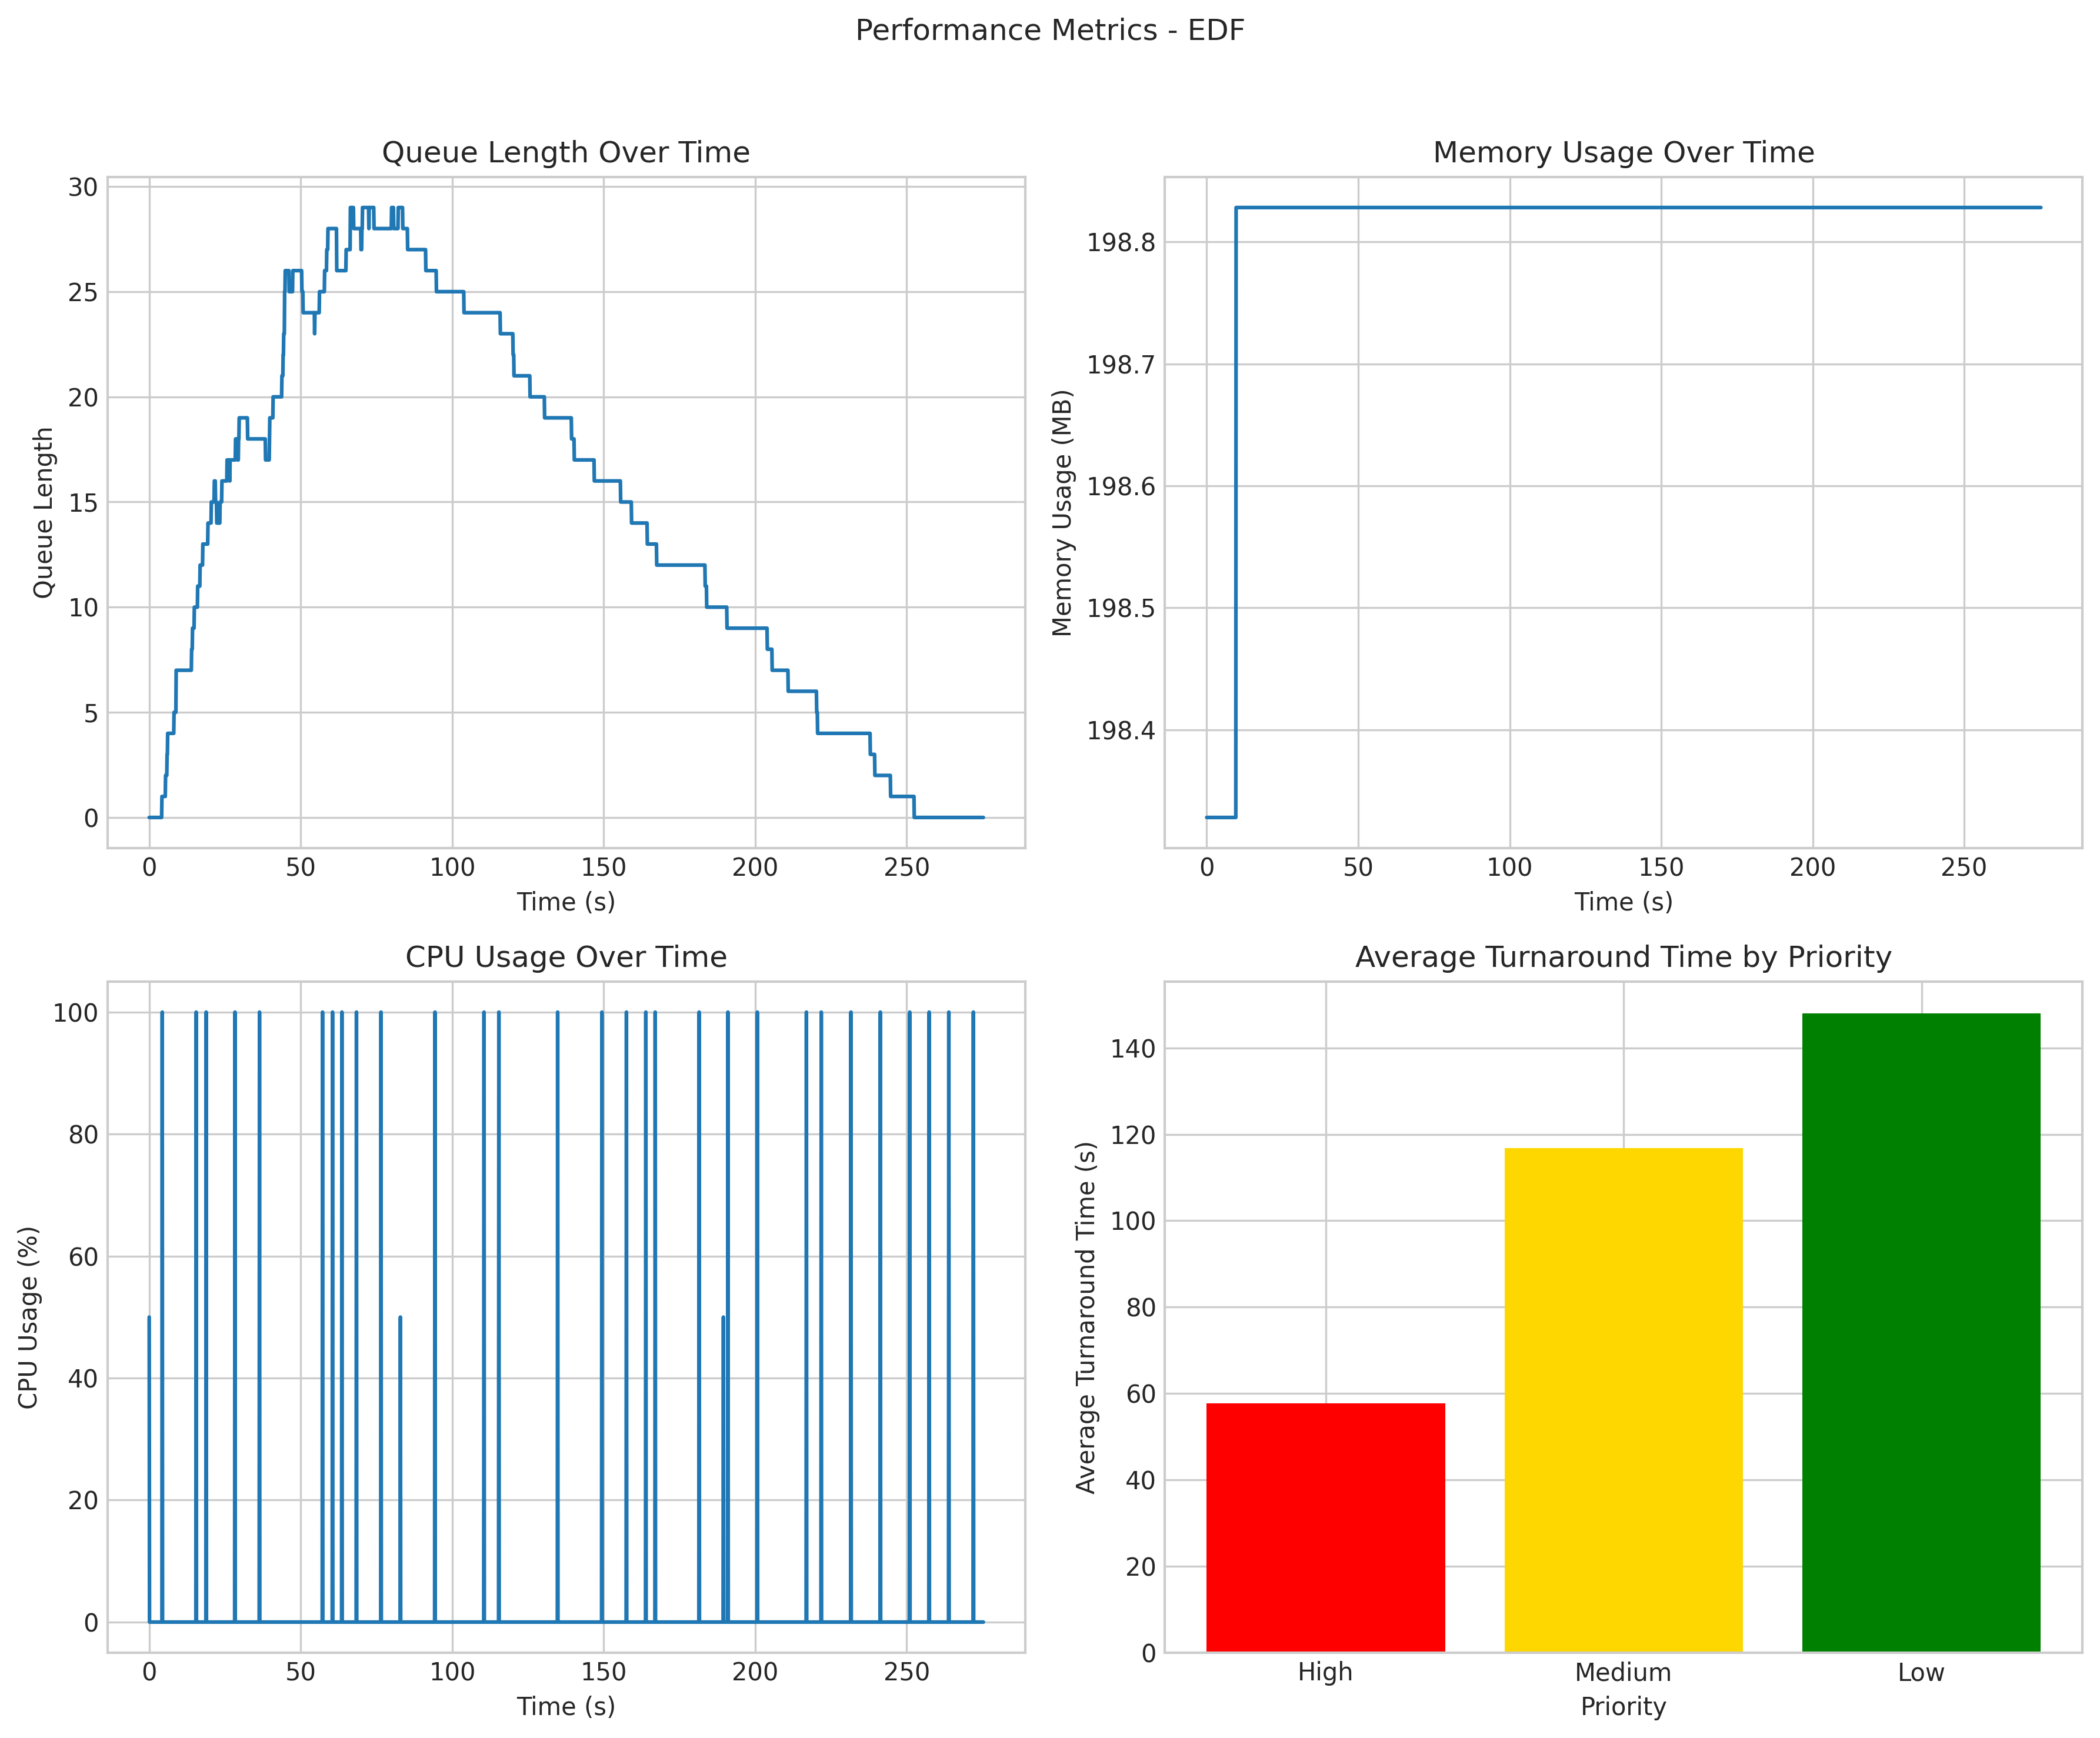 Performance Metrics - EDF
Queue Length Over Time
30
25
20
15
10
5
0
Queue Length
0 50 100 150 200 250
Time (s)
Memory Usage Over Time
198.8
198.7
198.6
198.5
198.4
Memory Usage (MB)
0 50 100 150 200 250
Time (s)
CPU Usage Over Time
100
80
60
40
20
0
CPU Usage (%)
0 50 100 150 200 250
Time (s)
Average Turnaround Time by Priority
140
120
100
80
60
40
20
0
Average Turnaround Time (s)
High Medium Low
Priority